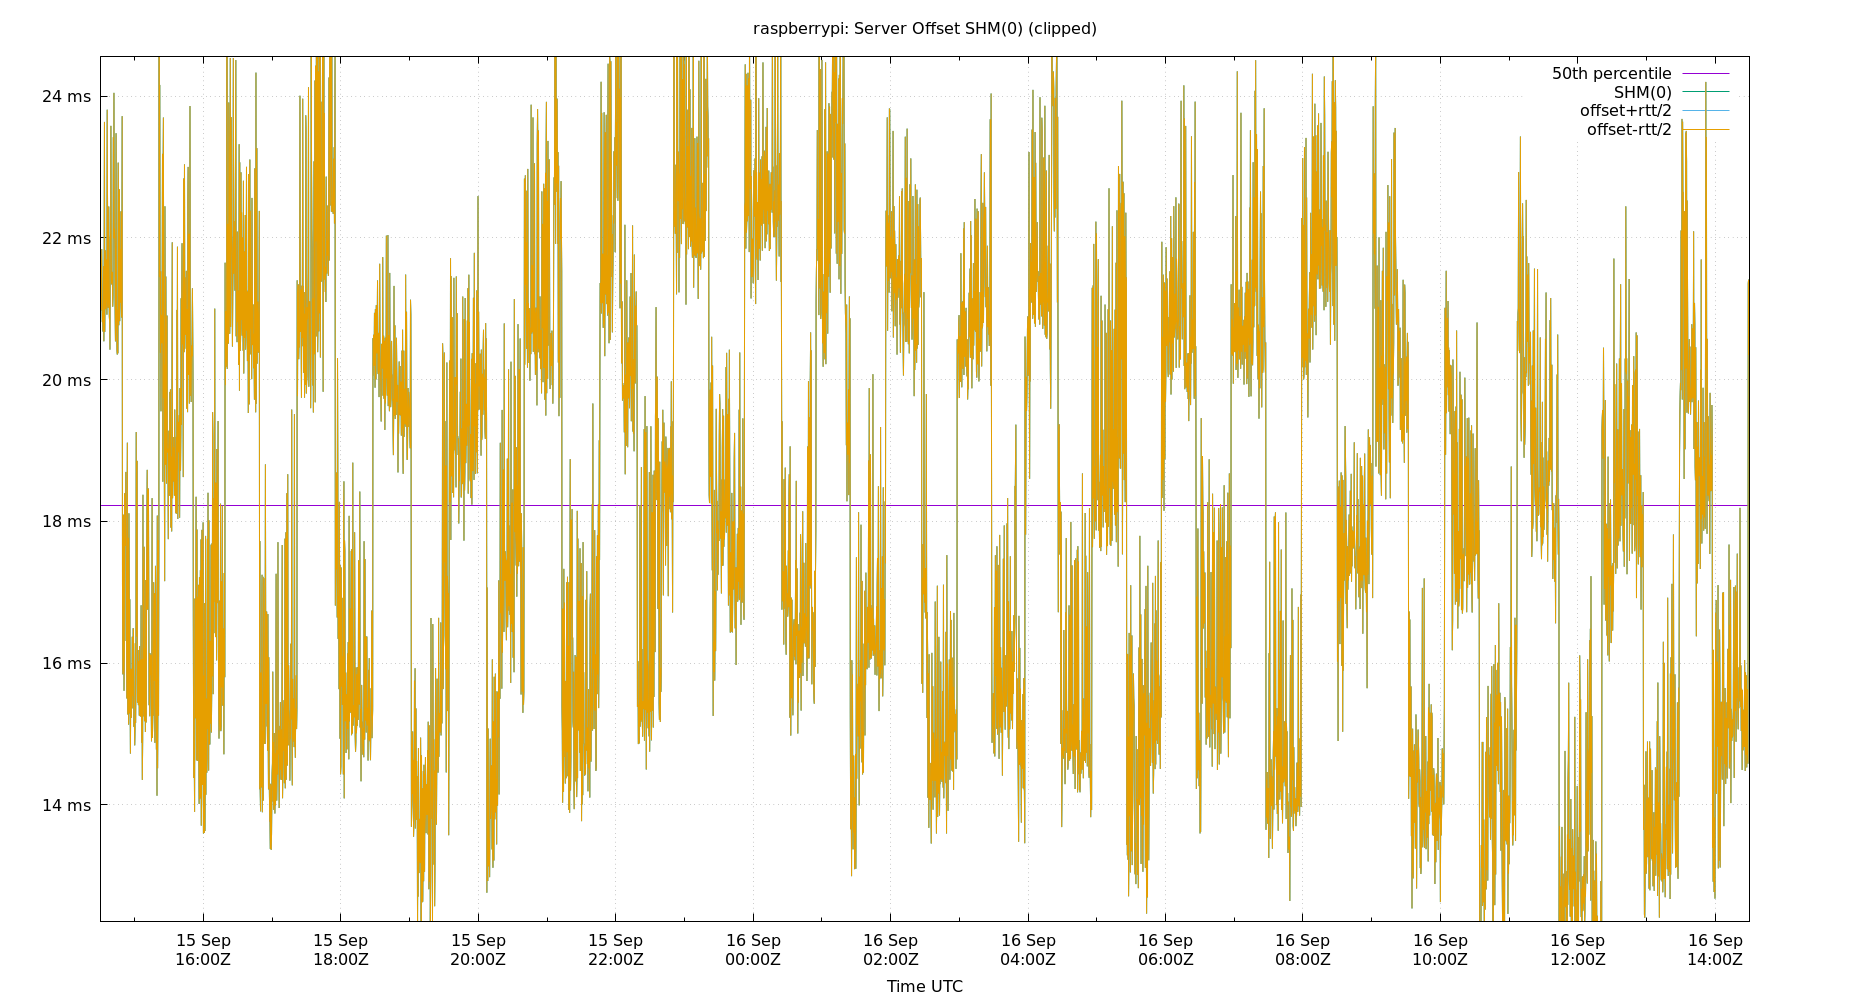 raspberrypi: Server Offset SHM(0) (clipped)
50th percentile
SHM(0)
offset+rtt/2
offset-rtt/2
24 ms
22 ms
20 ms
18 ms
16 ms
14 ms
15 Sep 15 Sep 15 Sep 15 Sep 16 Sep 16 Sep 16 Sep 16 Sep 16 Sep 16 Sep 16 Sep 16 Sep
16:00Z 18:00Z 20:00Z 22:00Z 00:00Z 02:00Z 04:00Z 06:00Z 08:00Z 10:00Z 12:00Z 14:00Z
Time UTC